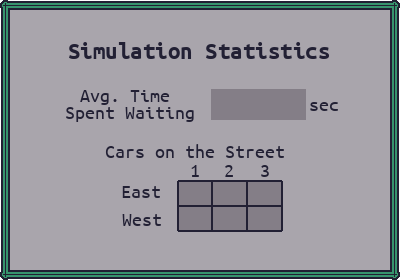 Simulation Statistics
Avg. Time
Spent Waiting
sec
Cars on the Street
1 2 3
East
West